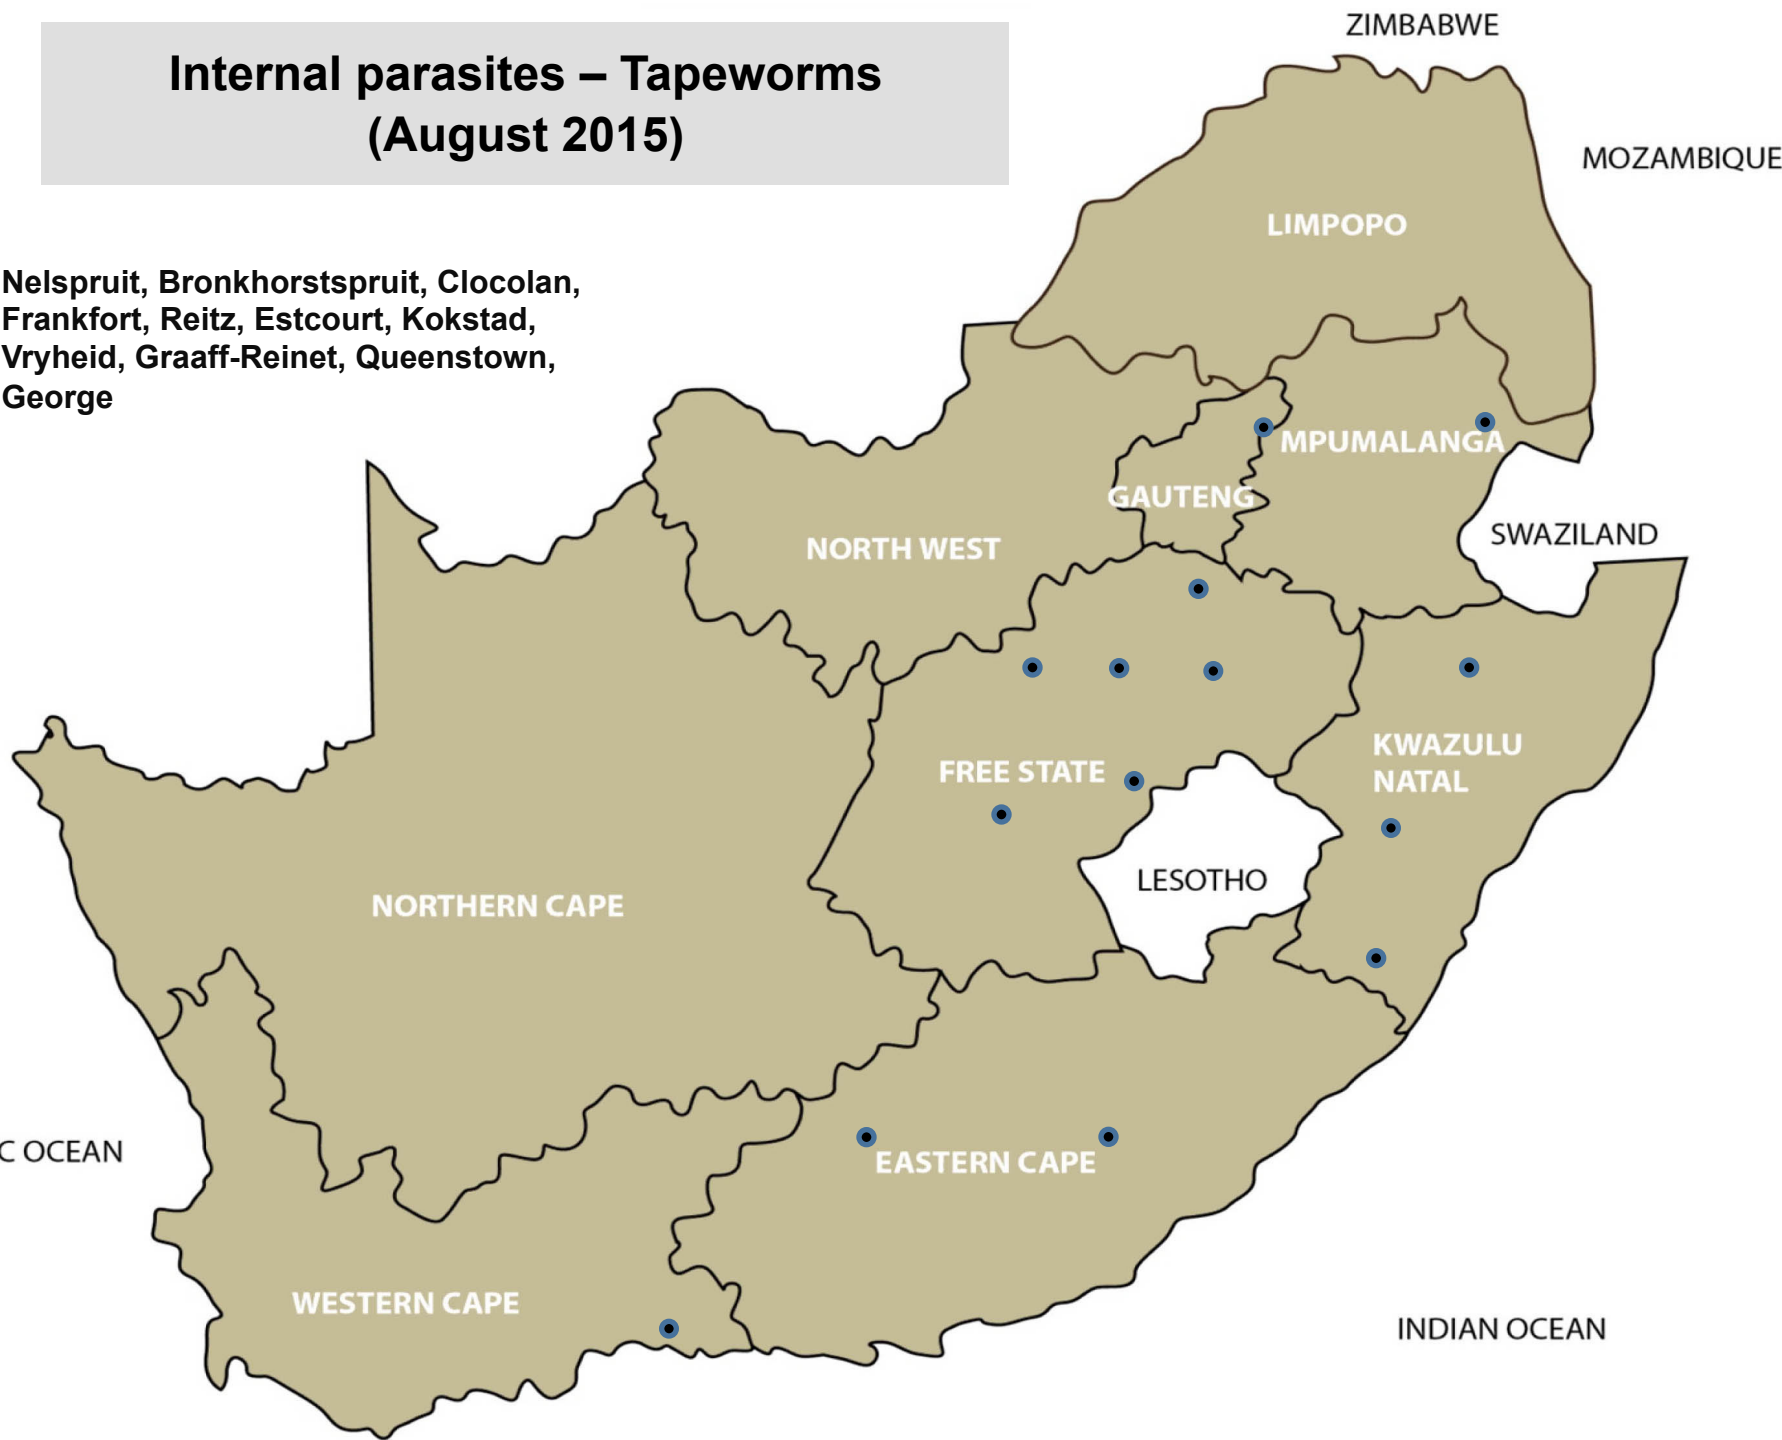 Internal parasites – Tapeworms
(August 2015)
Nelspruit, Bronkhorstspruit, Clocolan,
Frankfort, Reitz, Estcourt, Kokstad,
Vryheid, Graaff-Reinet, Queenstown,
George
ZIMBABWE
MOZAMBIQUE
LIMPOPO
MPUMALANGA
GAUTENG
SWAZILAND
NORTH WEST
KWAZULU
NATAL
FREE STATE
LESOTHO
NORTHERN CAPE
C OCEAN
EASTERN CAPE
WESTERN CAPE
INDIAN OCEAN